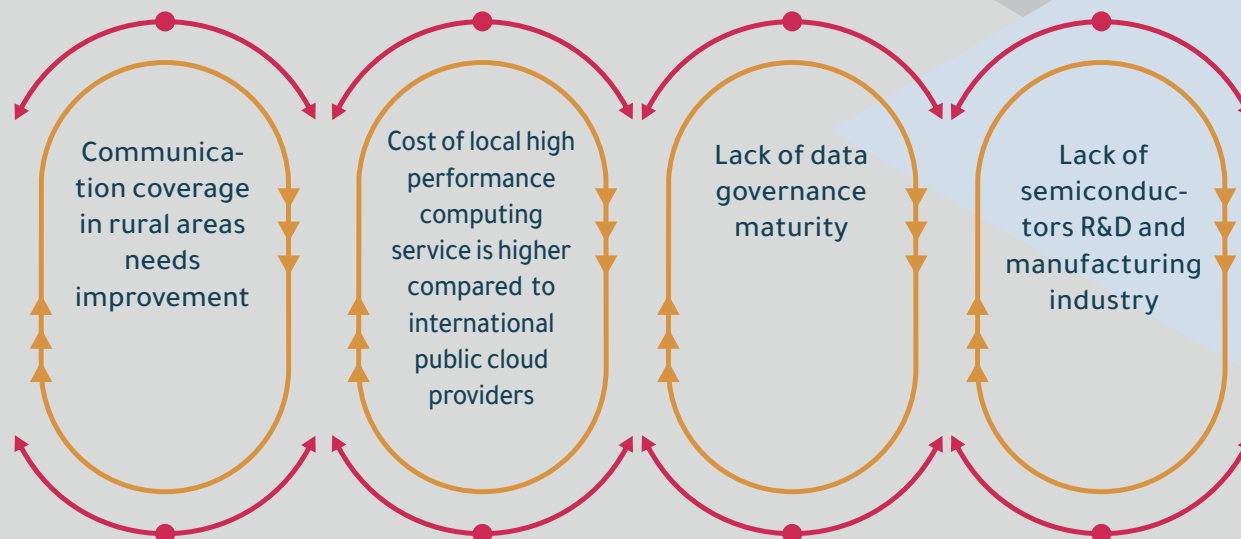 Communica-
tion coverage
in rural areas
needs
improvement
Cost of local high
performance
computing
service is higher
compared to
international
public cloud
providers
Lack of data
governance
maturity
Lack of
semiconduc-
tors R&D and
manufacturing
industry